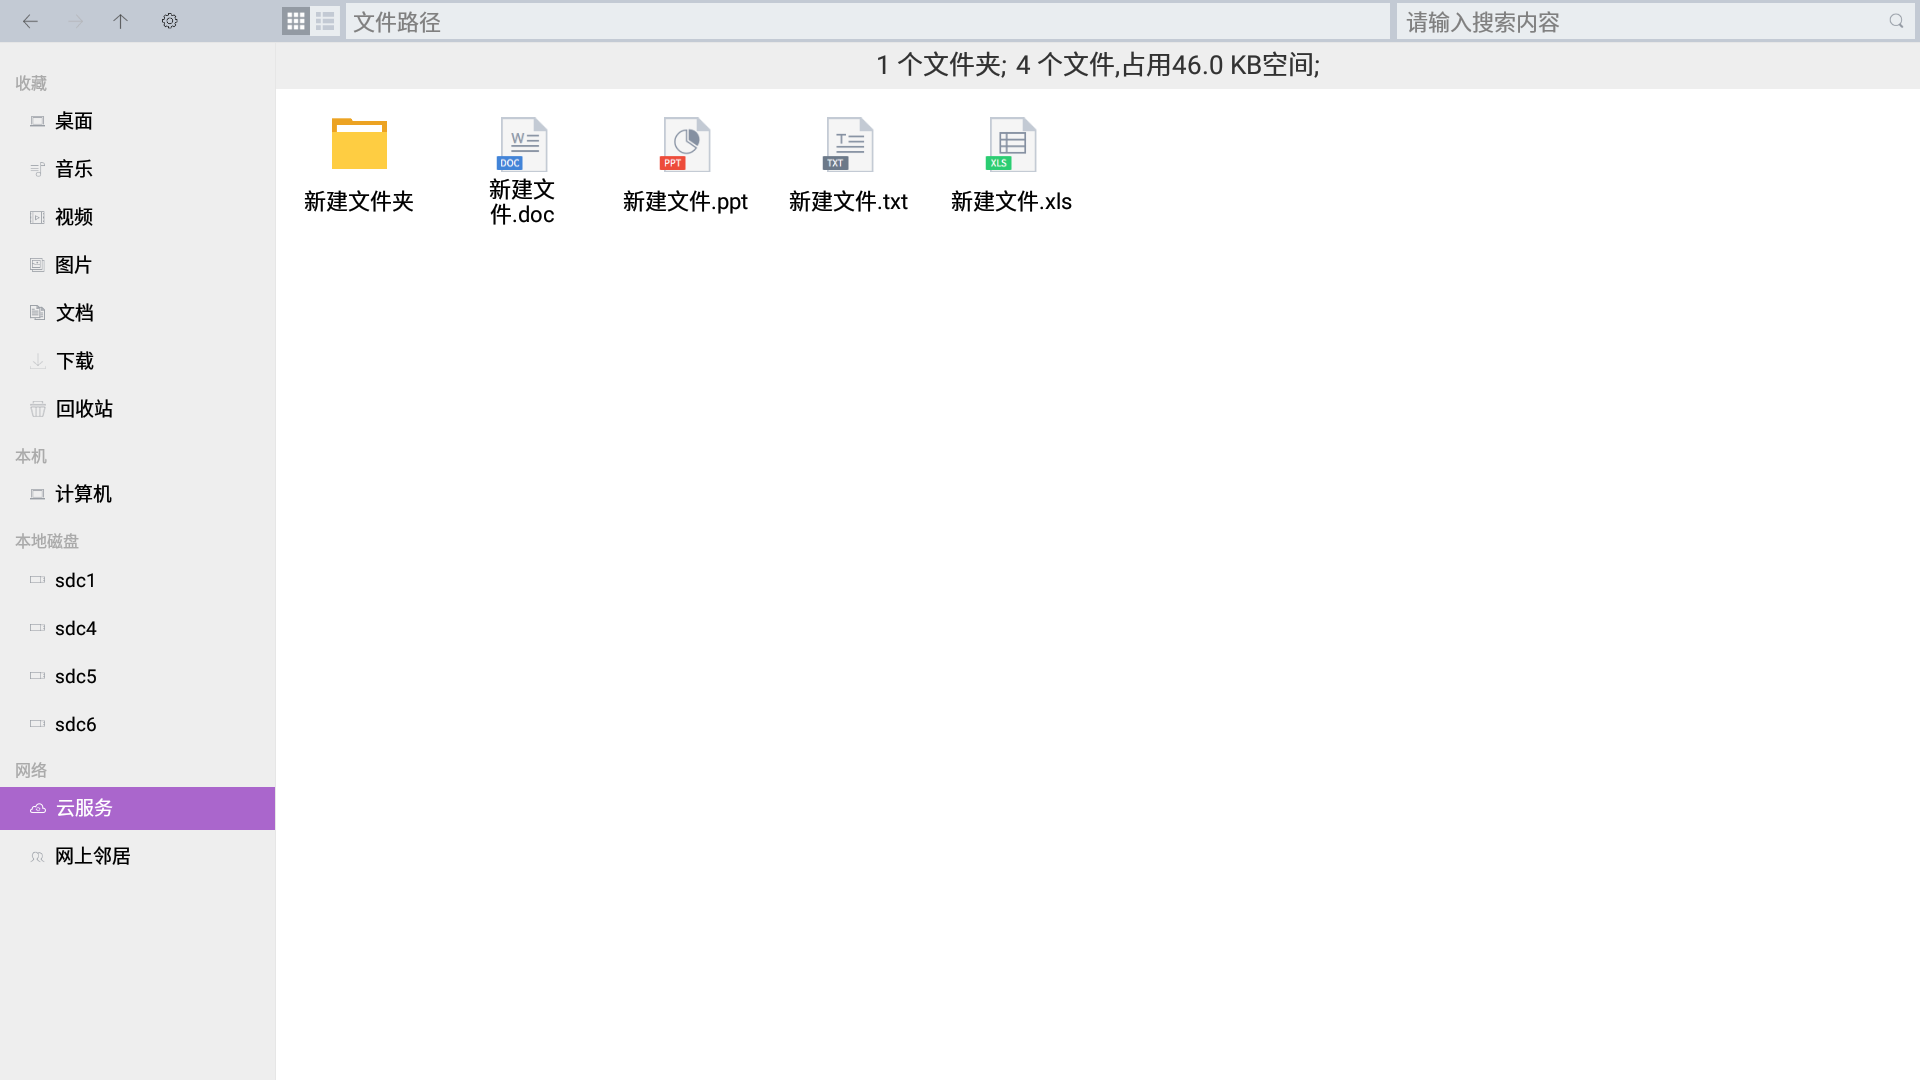 文件路径
请输入搜索内容
1 个文件夹; 4 个文件,占用46.0 KB空间;
收藏
桌面
音乐
视频
图片
文档
下载
回收站
本机
计算机
本地磁盘
sdc1
sdc4
sdc5
sdc6
网络
云服务
网上邻居
新建文件夹
W
DOC
新建文
件.doc
PPT
新建文件.ppt
T
TXT
新建文件.txt
XLS
新建文件.xls